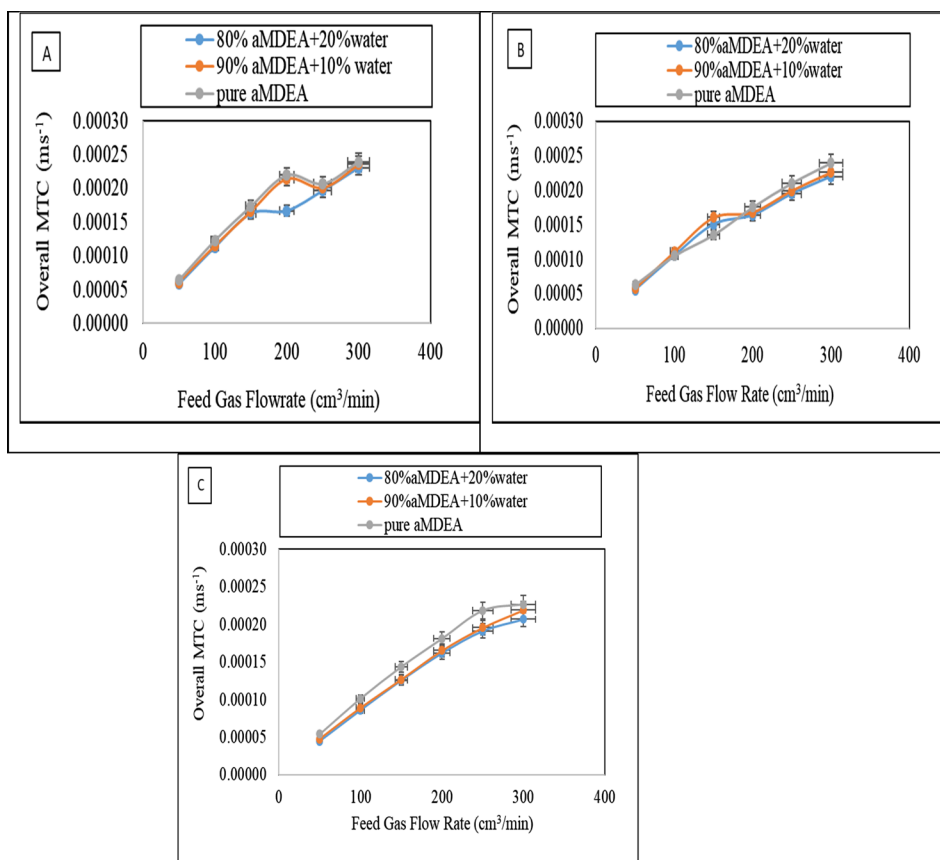 A
80% aMDEA+20%water
90% aMDEA+10% water
pure aMDEA
Overall MTC (ms⁻¹)
0.00030
0.00025
0.00020
0.00015
0.00010
0.00005
0.00000
0 100 200 300 400
Feed Gas Flowrate (cm³/min)
B
80%aMDEA+20%water
90%aMDEA+10%water
pure aMDEA
Overall MTC (ms⁻¹)
0.00030
0.00025
0.00020
0.00015
0.00010
0.00005
0.00000
0 100 200 300 400
Feed Gas Flow Rate (cm³/min)
C
80%aMDEA+20%water
90%aMDEA+10%water
pure aMDEA
Overall MTC (ms⁻¹)
0.00030
0.00025
0.00020
0.00015
0.00010
0.00005
0.00000
0 100 200 300 400
Feed Gas Flow Rate (cm³/min)